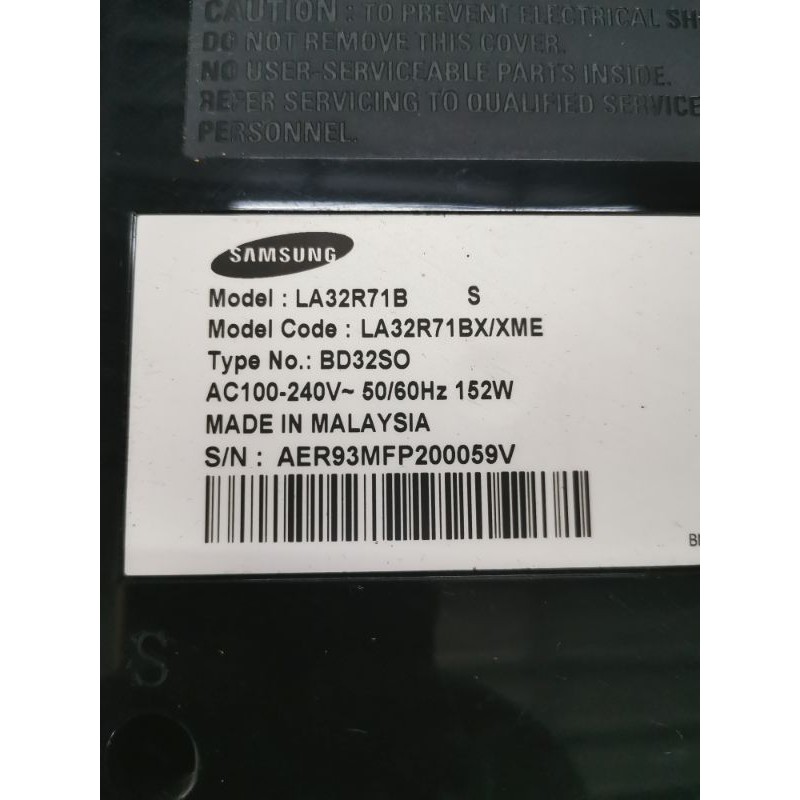 CAUTION : TO PREVENT ELECTRICAL SH
DO NOT REMOVE THIS COVER.
NO USER-SERVICEABLE PARTS INSIDE.
REFER SERVICING TO QUALIFIED SERVICE
PERSONNEL.
SAMSUNG
Model : LA32R71B S
Model Code : LA32R71BX/XME
Type No.: BD32SO
AC100-240V~ 50/60Hz 152W
MADE IN MALAYSIA
S/N : AER93MFP200059V
S